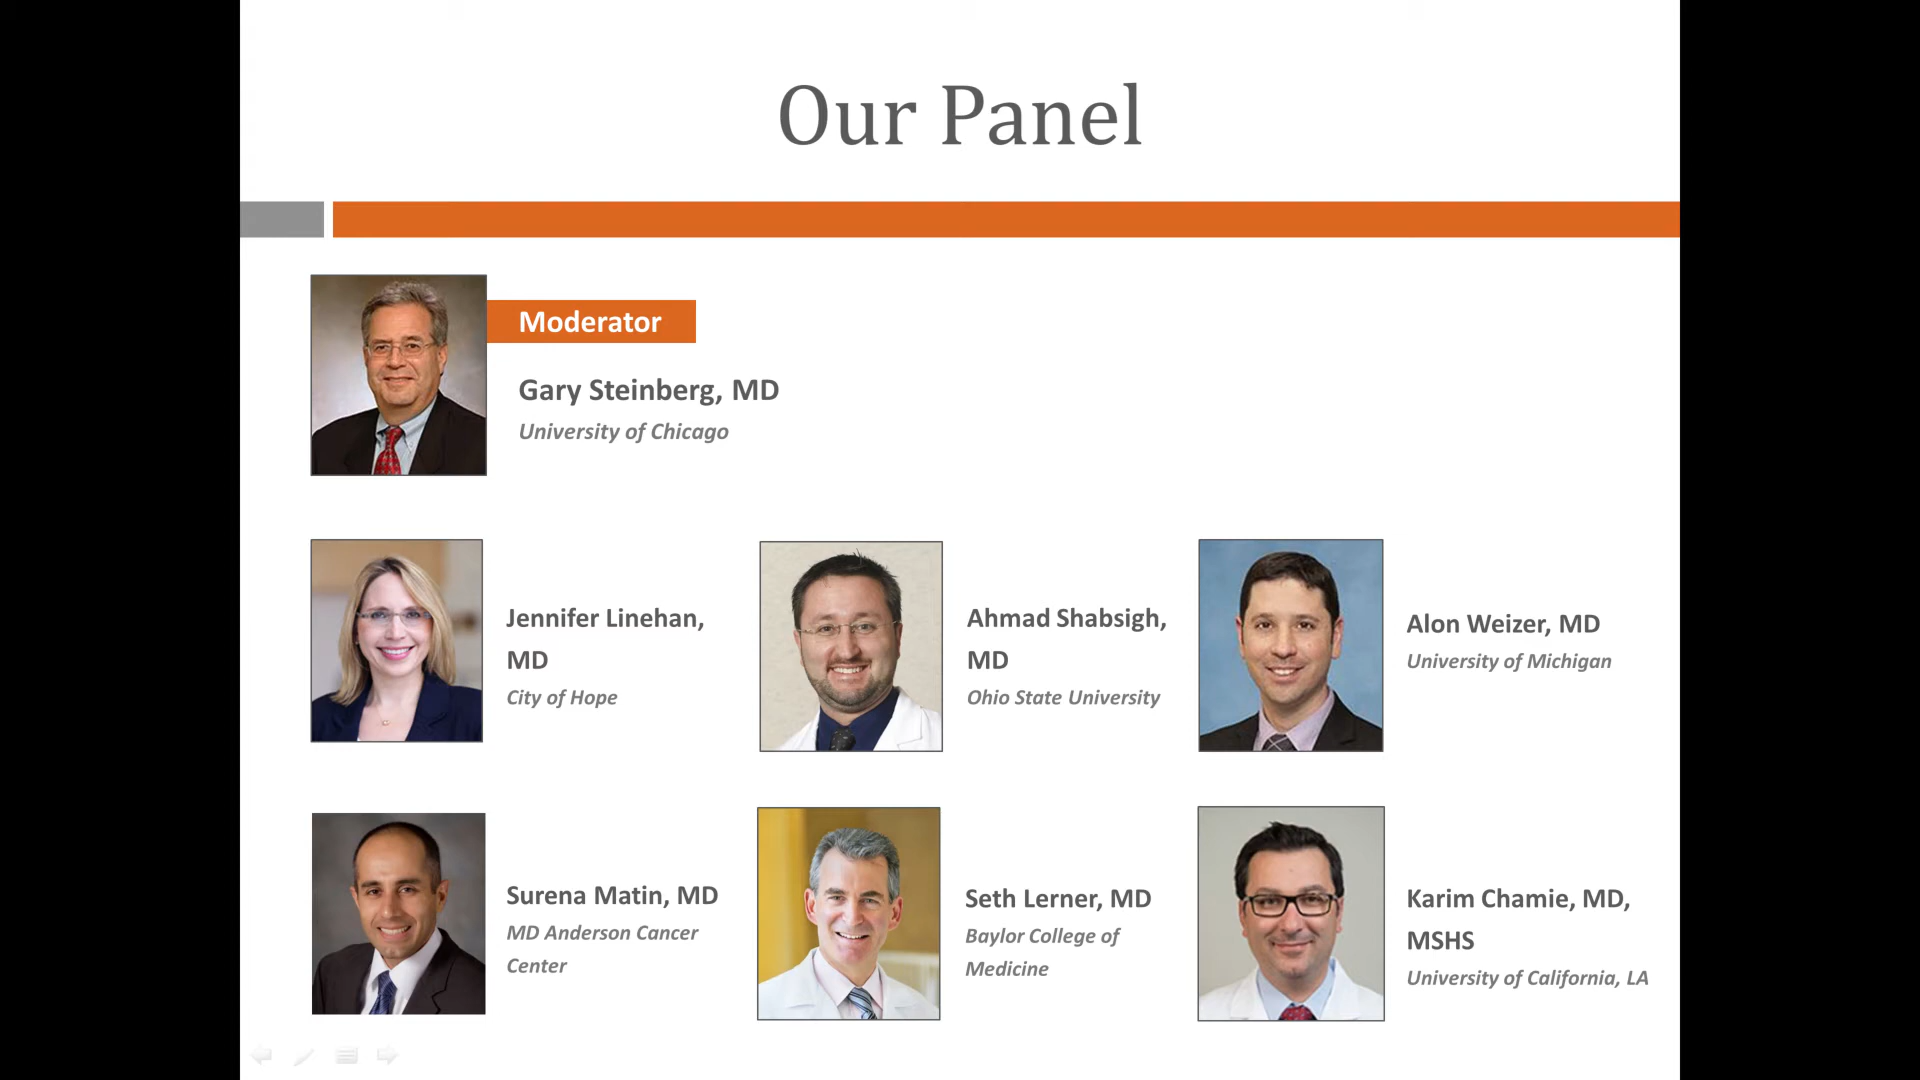 Our Panel
Moderator
Gary Steinberg, MD
University of Chicago
Jennifer Linehan,
MD
City of Hope
Ahmad Shabsigh,
MD
Ohio State University
Alon Weizer, MD
University of Michigan
Surena Matin, MD
MD Anderson Cancer
Center
Seth Lerner, MD
Baylor College of
Medicine
Karim Chamie, MD,
MSHS
University of California, LA